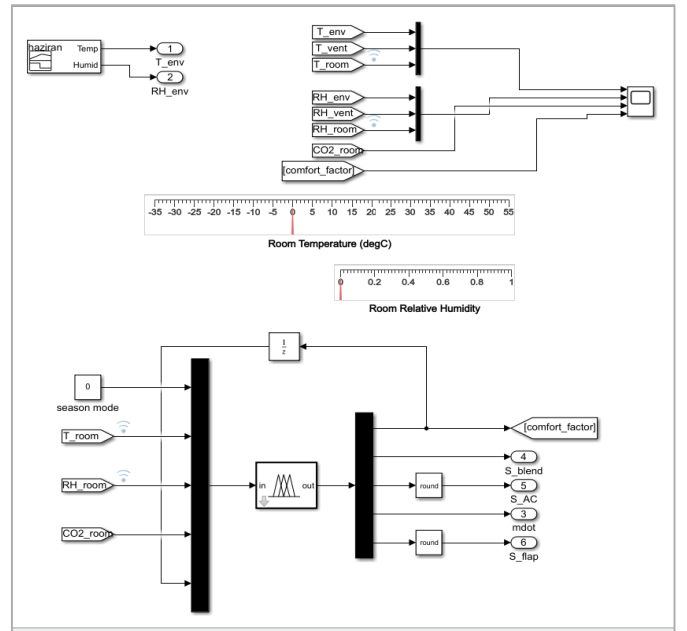 haziran
Temp
Humid
1
T_env
2
RH_env
T_env
T_vent
T_room
RH_env
RH_vent
RH_room
CO2_room
[comfort_factor]
-35 -30 -25 -20 -15 -10 -5 0 5 10 15 20 25 30 35 40 45 50 55
Room Temperature (degC)
0 0.2 0.4 0.6 0.8 1
Room Relative Humidity
1
z
0
season mode
T_room
RH_room
CO2_room
in
out
[comfort_factor]
4
S_blend
round
5
S_AC
3
mdot
round
6
S_flap